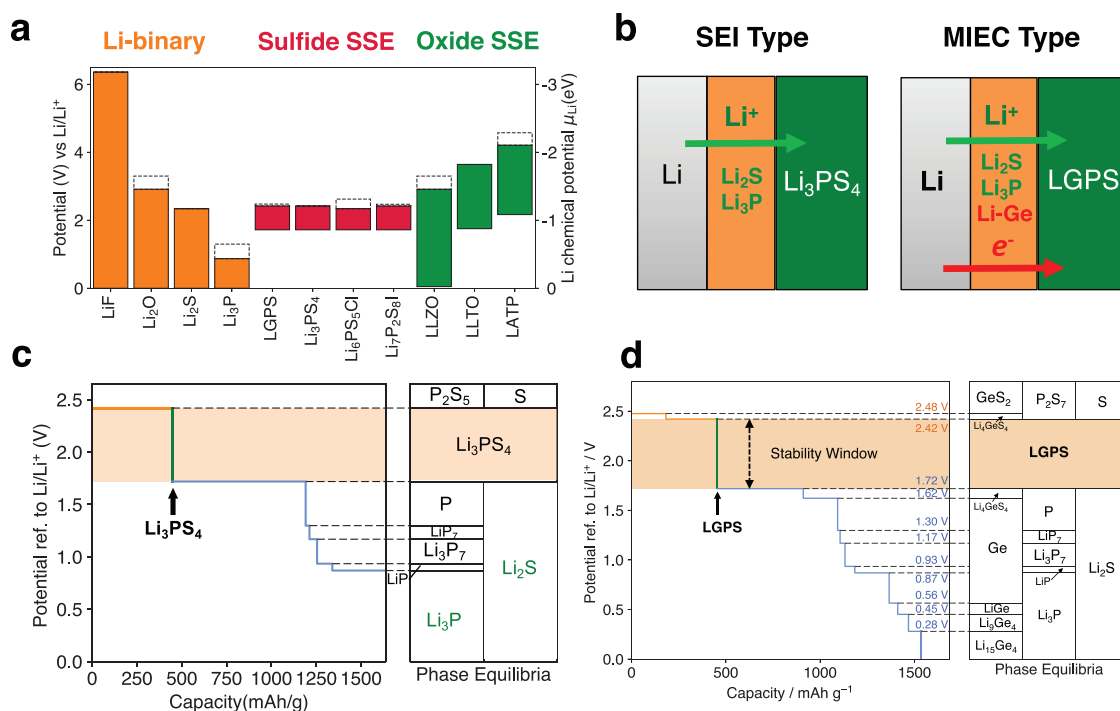 a
Li-binary
Sulfide SSE
Oxide SSE
Potential (V) vs Li/Li⁺
6
4
2
0
-3
-2
-1
0
Li chemical potential μ_Li(eV)
LiF
Li₂O
Li₂S
Li₃P
LGPS
Li₃PS₄
Li₆PS₅Cl
Li₇P₂S₈I
LLZO
LLTO
LATP
b
SEI Type
MIEC Type
Li
Li⁺
Li₂S
Li₃P
Li₃PS₄
Li
Li⁺
Li₂S
Li₃P
Li-Ge
e⁻
LGPS
c
Potential ref. to Li/Li⁺ (V)
2.5
2.0
1.5
1.0
0.5
0.0
0
250
500
750
1000
1250
1500
Capacity(mAh/g)
Li₃PS₄
P₂S₅
S
Li₃PS₄
P
LiP₇
Li₃P₇
LiP
Li₃P
Li₂S
Phase Equilibria
d
Potential ref. to Li/Li⁺ / V
2.5
2.0
1.5
1.0
0.5
0.0
0
500
1000
1500
Capacity / mAh g⁻¹
Stability Window
LGPS
2.48 V
2.42 V
1.72 V
1.62 V
1.30 V
1.17 V
0.93 V
0.87 V
0.56 V
0.45 V
0.28 V
GeS₂
P₂S₇
S
Li₄GeS₄
LGPS
Li₄GeS₄
P
LiP₇
Ge
Li₃P₇
LiP
Li₂S
Li₃P
LiGe
Li₉Ge₄
Li₁₅Ge₄
Phase Equilibria